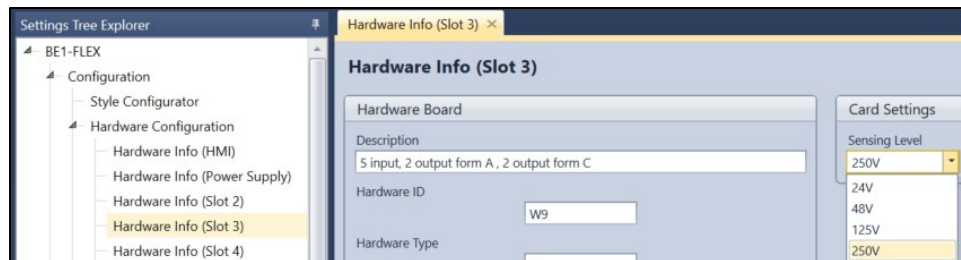 Settings Tree Explorer
BE1-FLEX
Configuration
Style Configurator
Hardware Configuration
Hardware Info (HMI)
Hardware Info (Power Supply)
Hardware Info (Slot 2)
Hardware Info (Slot 3)
Hardware Info (Slot 4)
Hardware Info (Slot 3) ×
Hardware Info (Slot 3)
Hardware Board
Description
5 input, 2 output form A , 2 output form C
Hardware ID
W9
Hardware Type
Card Settings
Sensing Level
250V
24V
48V
125V
250V